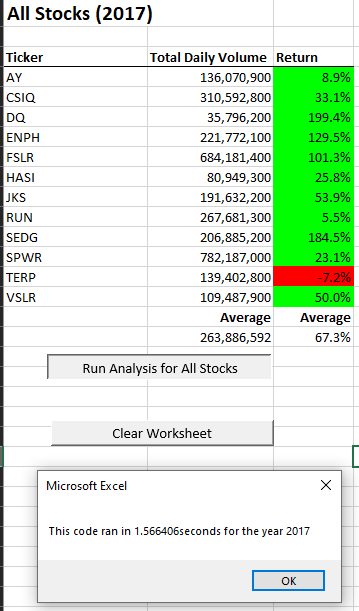 All Stocks (2017)
Ticker Total Daily Volume Return
AY 136,070,900 8.9%
CSIQ 310,592,800 33.1%
DQ 35,796,200 199.4%
ENPH 221,772,100 129.5%
FSLR 684,181,400 101.3%
HASI 80,949,300 25.8%
JKS 191,632,200 53.9%
RUN 267,681,300 5.5%
SEDG 206,885,200 184.5%
SPWR 782,187,000 23.1%
TERP 139,402,800 -7.2%
VSLR 109,487,900 50.0%
Average Average
263,886,592 67.3%
Run Analysis for All Stocks
Clear Worksheet
Microsoft Excel
This code ran in 1.566406seconds for the year 2017
OK